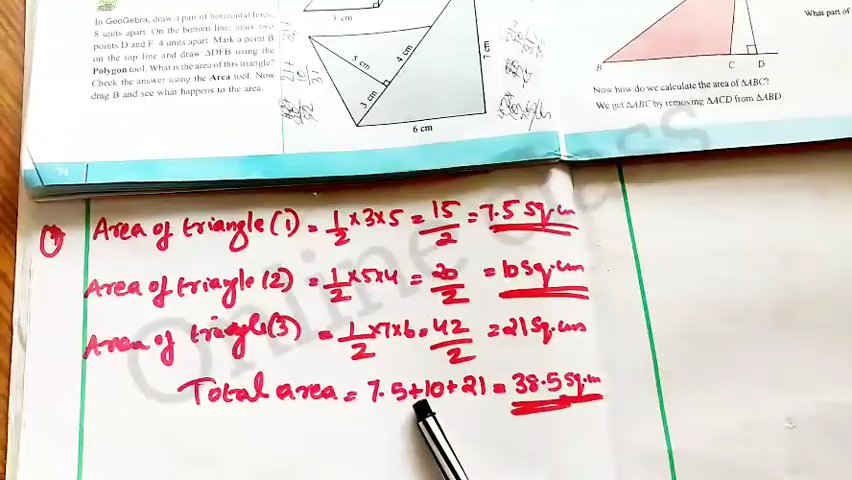 In GeoGebra, draw a pair of horizontal lines,
8 units apart. On the bottom line, mark two
points D and F 4 units apart. Mark a point B
on the top line and draw ΔDFB using the
Polygon tool. What is the area of this triangle?
Check the answer using the Area tool. Now
drag B and see what happens to the area.
3 cm
5 cm
4 cm
3 cm
7 cm
6 cm
B
C
D
What part of
Now how do we calculate the area of ΔABC?
We get ΔABC by removing ΔACD from ΔABD
Area of triangle(1) = 1/2 ×3×5 = 15/2 = 7.5 sq.cm
Area of triangle (2) = 1/2 ×5×4 = 20/2 = 10 sq.cm
Area of triangle(3) = 1/2 ×7×6 = 42/2 = 21 sq.cm
Total area = 7.5+10+21 = 38.5 sq.m
Online class